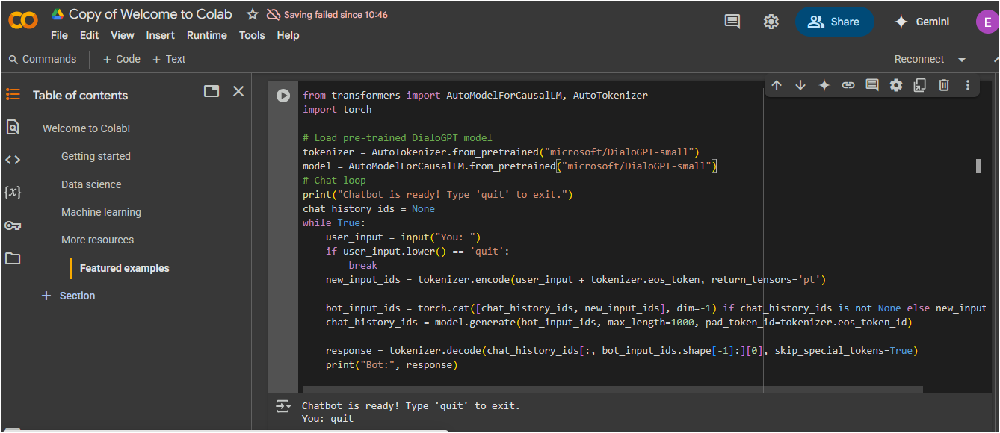 Copy of Welcome to Colab
Saving failed since 10:46
File Edit View Insert Runtime Tools Help
Share
Gemini
E
Commands
+ Code + Text
Reconnect
Table of contents
Welcome to Colab!
Getting started
Data science
Machine learning
More resources
Featured examples
+ Section
from transformers import AutoModelForCausalLM, AutoTokenizer
import torch
# Load pre-trained DialoGPT model
tokenizer = AutoTokenizer.from_pretrained("microsoft/DialoGPT-small")
model = AutoModelForCausalLM.from_pretrained("microsoft/DialoGPT-small")
# Chat loop
print("Chatbot is ready! Type 'quit' to exit.")
chat_history_ids = None
while True:
    user_input = input("You: ")
    if user_input.lower() == 'quit':
        break
    new_input_ids = tokenizer.encode(user_input + tokenizer.eos_token, return_tensors='pt')
    bot_input_ids = torch.cat([chat_history_ids, new_input_ids], dim=-1) if chat_history_ids is not None else new_input
    chat_history_ids = model.generate(bot_input_ids, max_length=1000, pad_token_id=tokenizer.eos_token_id)
    response = tokenizer.decode(chat_history_ids[:, bot_input_ids.shape[-1]:][0], skip_special_tokens=True)
    print("Bot:", response)
Chatbot is ready! Type 'quit' to exit.
You: quit